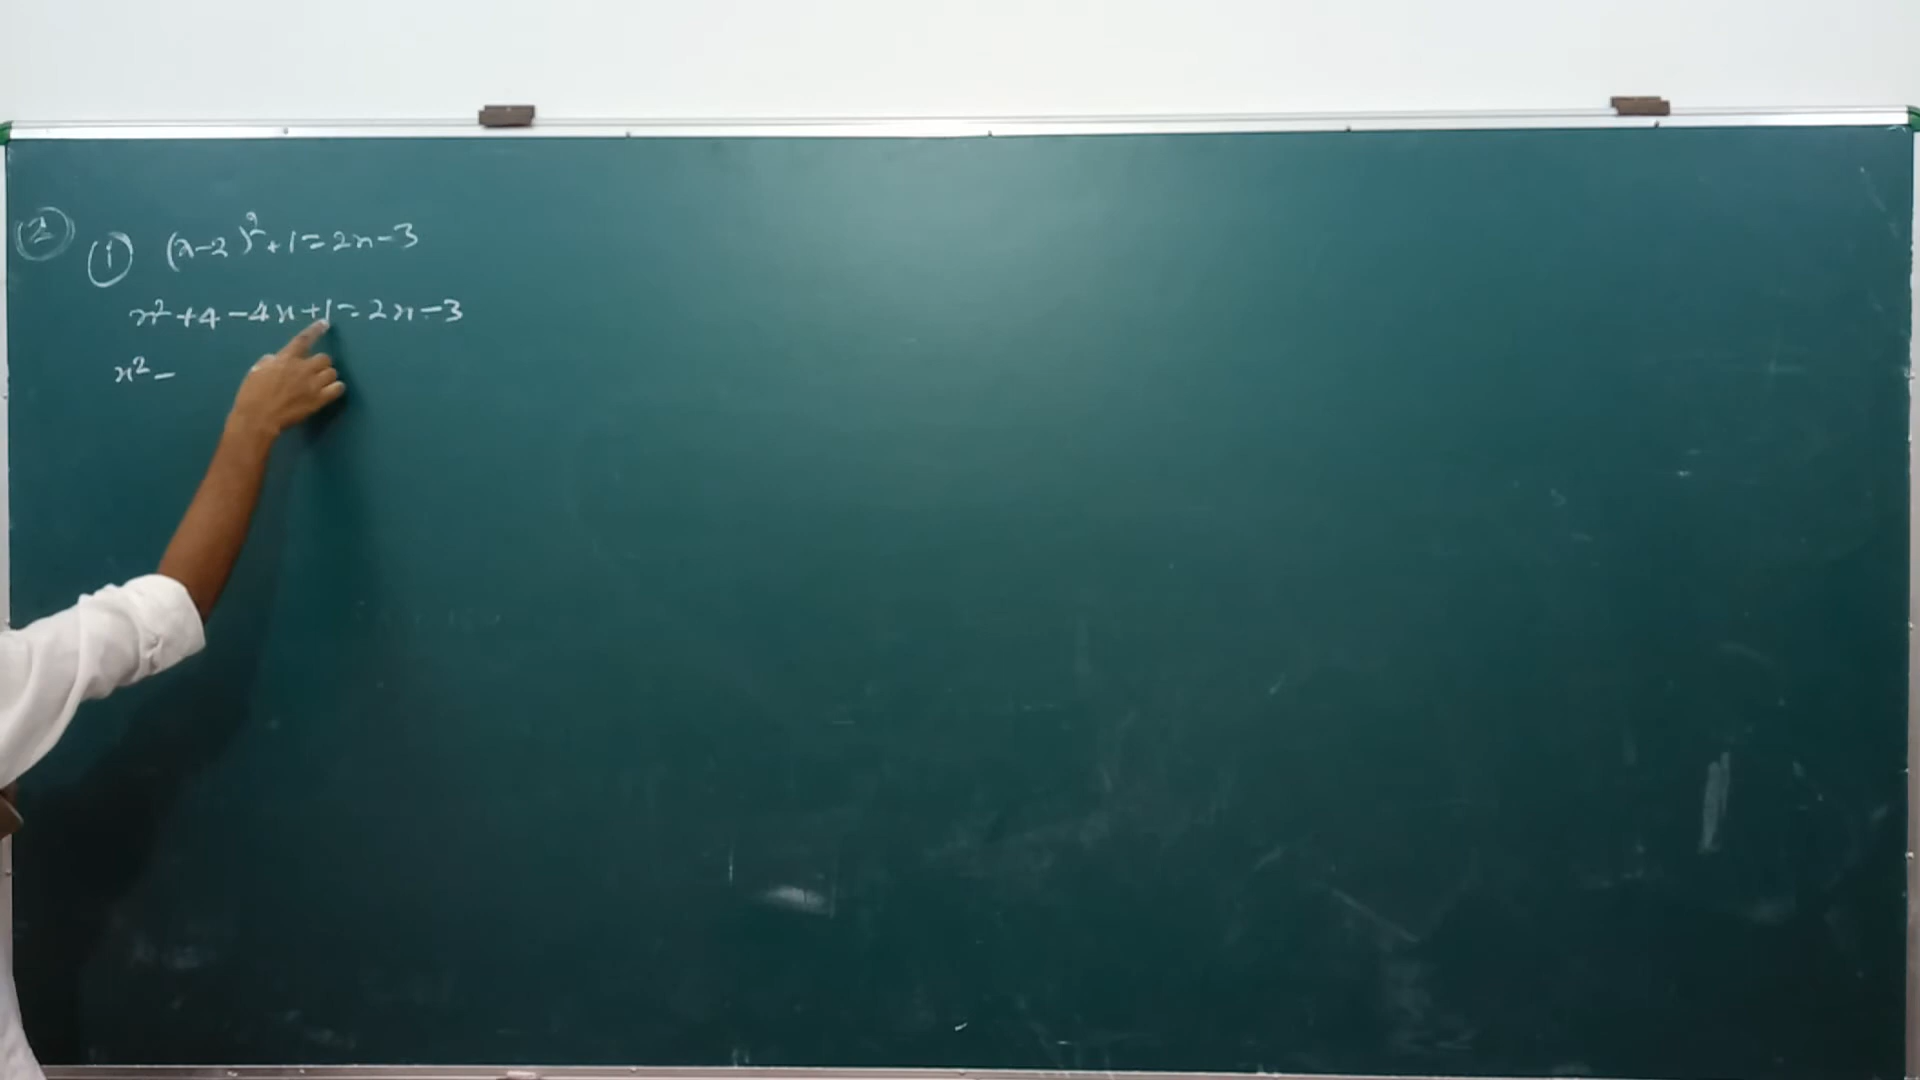 ② ① (x-2)²+1=2x-3
x²+4-4x+1=2x-3
x²-